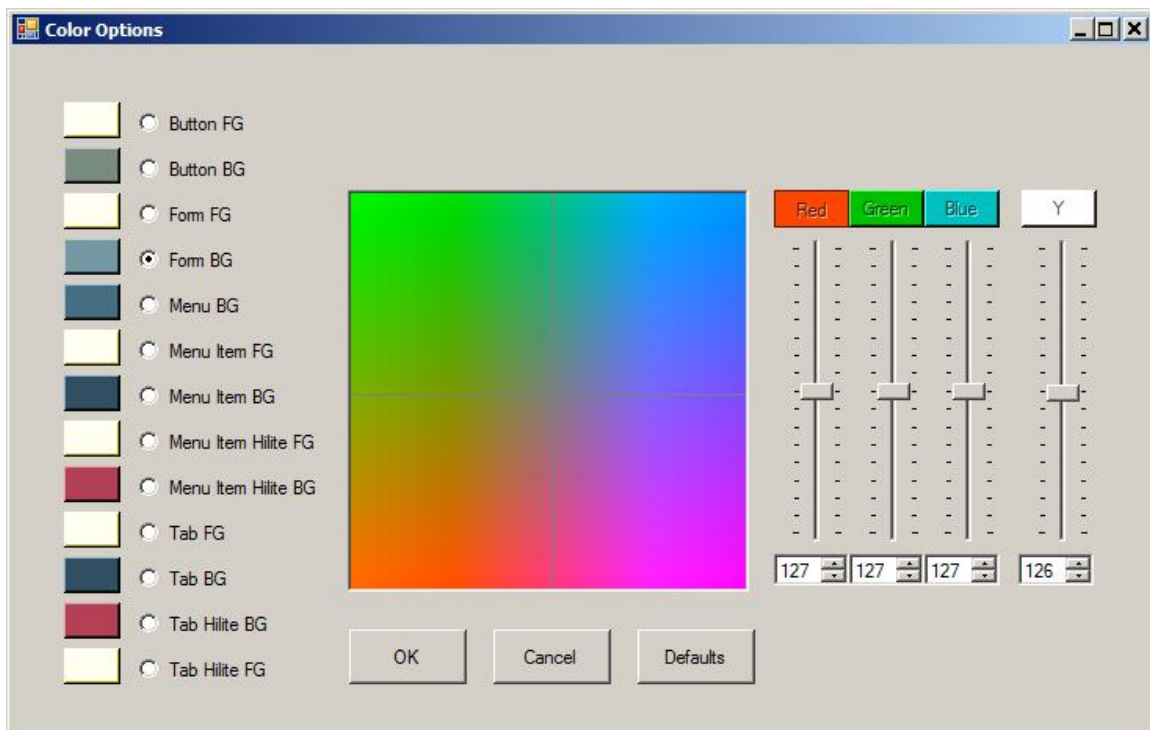 Color Options
Button FG
Button BG
Form FG
Form BG
Menu BG
Menu Item FG
Menu Item BG
Menu Item Hilite FG
Menu Item Hilite BG
Tab FG
Tab BG
Tab Hilite BG
Tab Hilite FG
Red Green Blue Y
127 127 127 126
OK Cancel Defaults